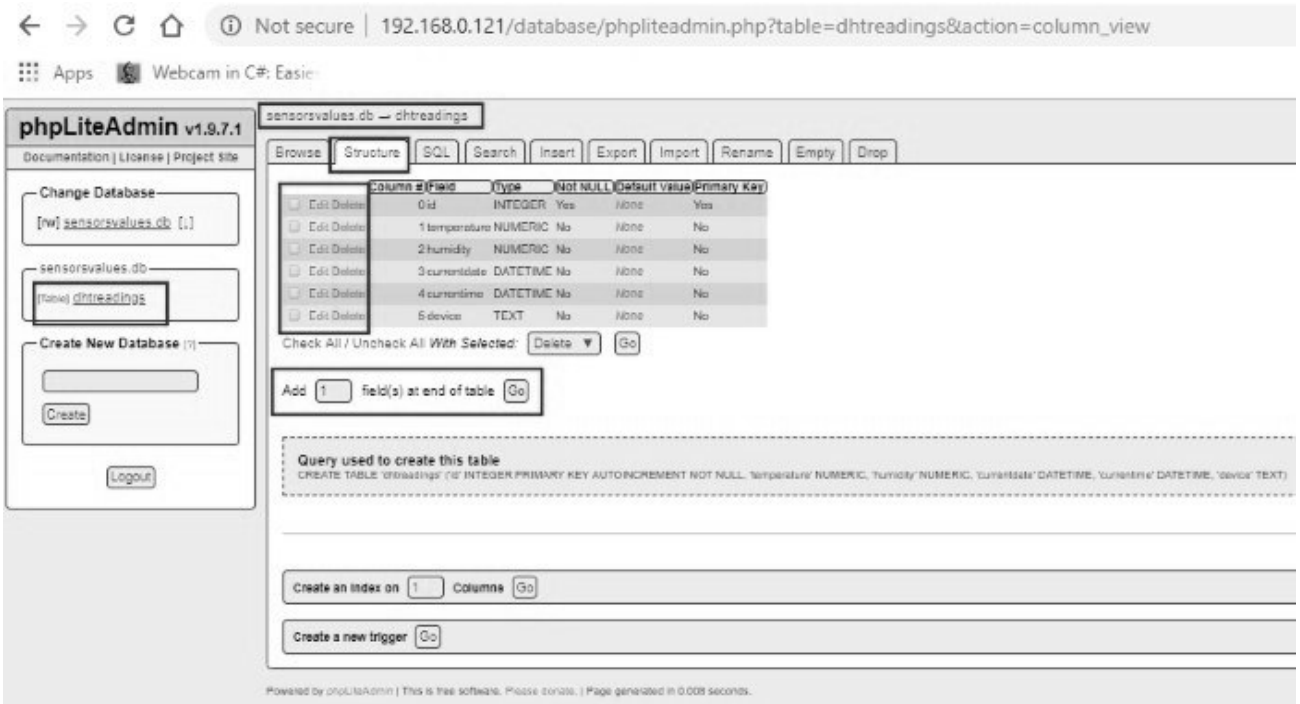 Not secure | 192.168.0.121/database/phpliteadmin.php?table=dhtreadings&action=column_view
Apps Webcam in C#: Easie
phpLiteAdmin v1.9.7.1
Documentation | License | Project Site
Change Database
[rw] sensorsvalues.db [↓]
sensorsvalues.db
[Table] dhtreadings
Create New Database [?]
Create
Logout
sensorsvalues.db → dhtreadings
Browse Structure SQL Search Insert Export Import Rename Empty Drop
Column # Field Type Not NULL Default Value Primary Key
Edit Delete 0 id INTEGER Yes None Yes
Edit Delete 1 temperature NUMERIC No None No
Edit Delete 2 humidity NUMERIC No None No
Edit Delete 3 currentdate DATETIME No None No
Edit Delete 4 currentime DATETIME No None No
Edit Delete 5 device TEXT No None No
Check All / Uncheck All With Selected: Delete ▼ Go
Add 1 field(s) at end of table Go
Query used to create this table
CREATE TABLE 'dhtreadings' ('id' INTEGER PRIMARY KEY AUTOINCREMENT NOT NULL, 'temperature' NUMERIC, 'humidity' NUMERIC, 'currentdate' DATETIME, 'currentime' DATETIME, 'device' TEXT)
Create an index on 1 Columns Go
Create a new trigger Go
Powered by phpLiteAdmin | This is free software. Please donate. | Page generated in 0.008 seconds.